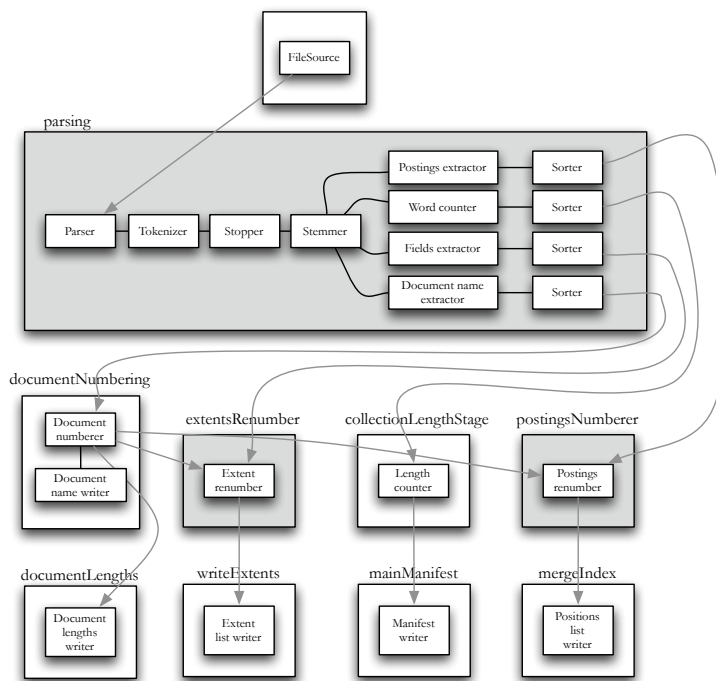 FileSource
parsing
Postings extractor
Sorter
Word counter
Sorter
Parser
Tokenizer
Stopper
Stemmer
Fields extractor
Sorter
Document name
extractor
Sorter
documentNumbering
Document
numberer
Document
name writer
extentsRenumber
Extent
renumber
collectionLengthStage
Length
counter
postingsNumberer
Postings
renumber
documentLengths
Document
lengths
writer
writeExtents
Extent
list writer
mainManifest
Manifest
writer
mergeIndex
Positions
list
writer